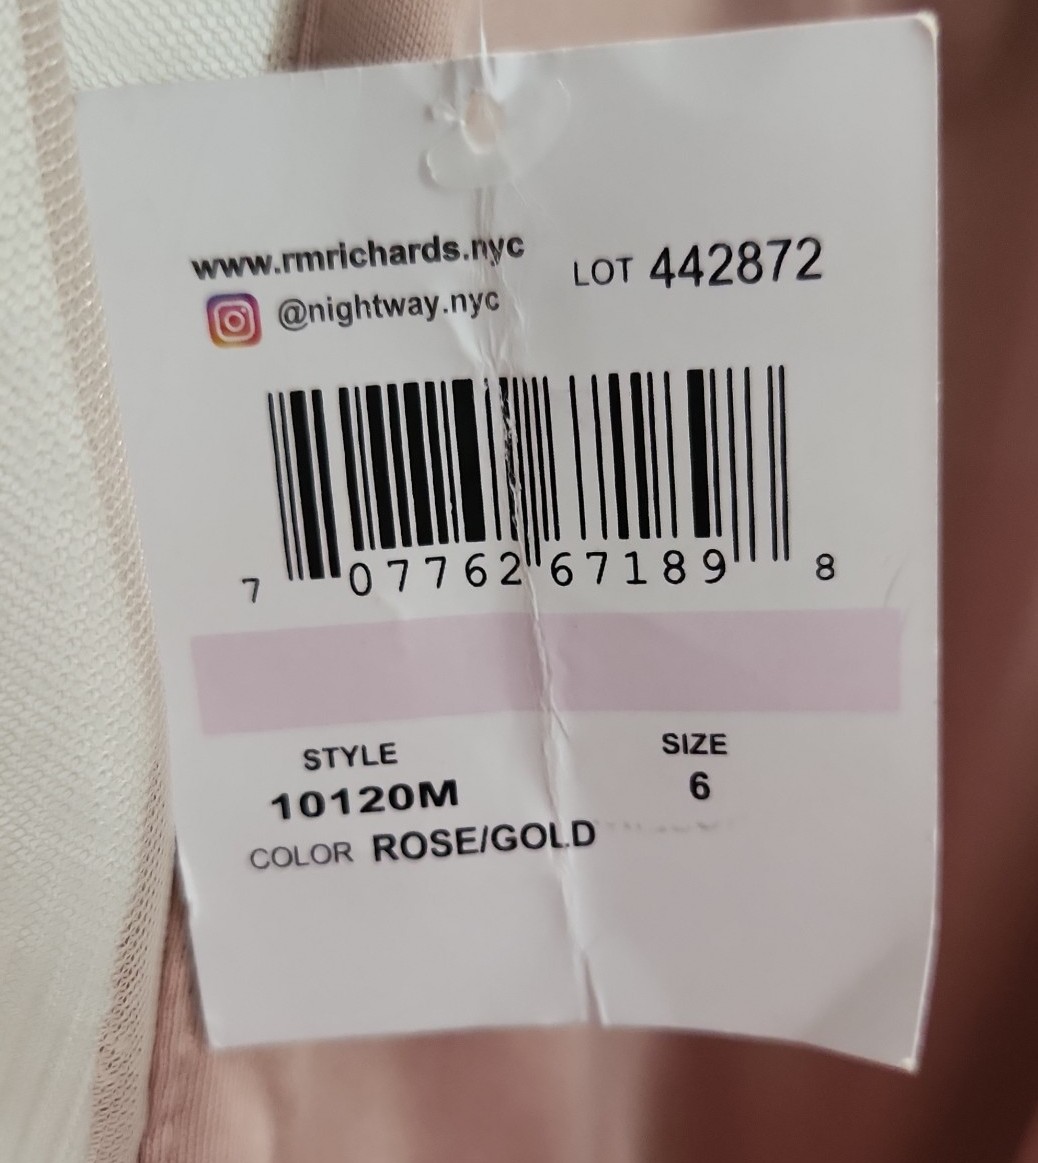 www.rmrichards.nyc
@nightway.nyc
LOT 442872
7 07762 67189 8
STYLE
10120M
SIZE
6
COLOR ROSE/GOLD